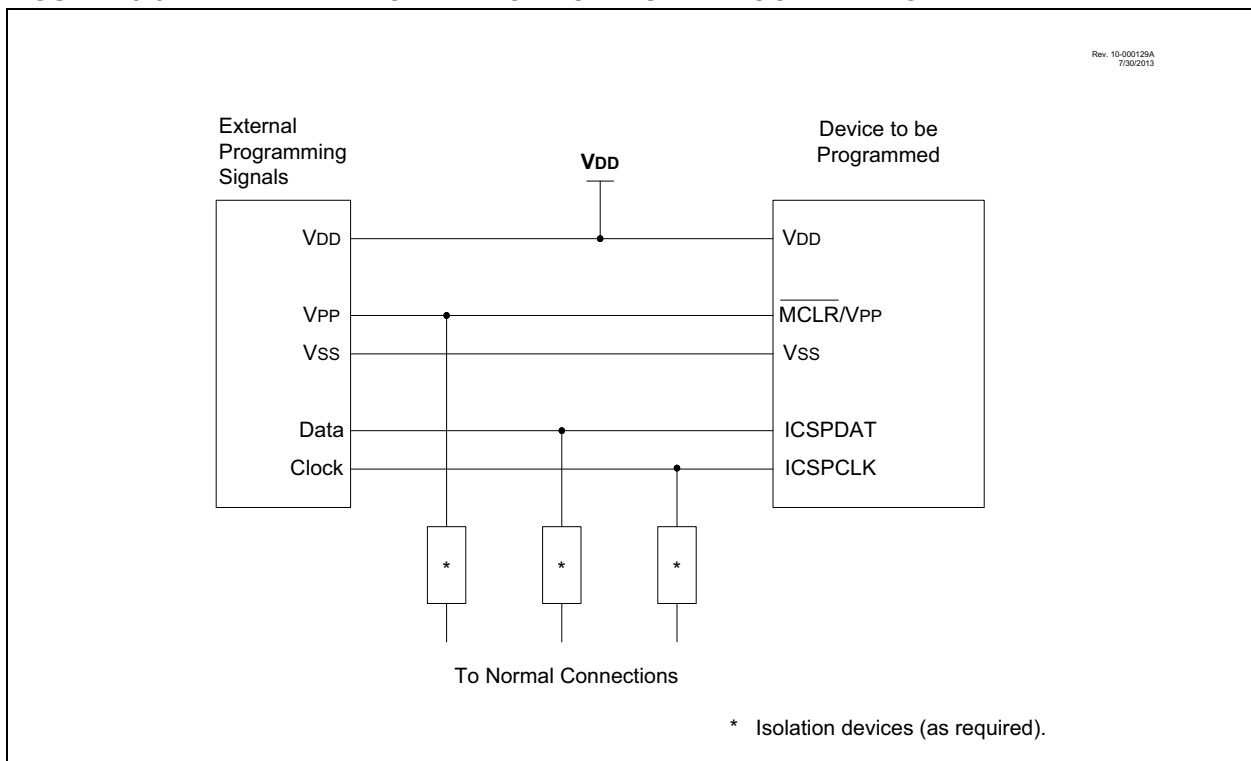 Rev. 10-000129A
7/30/2013
External
Programming
Signals
VDD
Device to be
Programmed
VDD
VDD
VPP
MCLR/VPP
VSS
VSS
Data
ICSPDAT
Clock
ICSPCLK
*
*
*
To Normal Connections
* Isolation devices (as required).